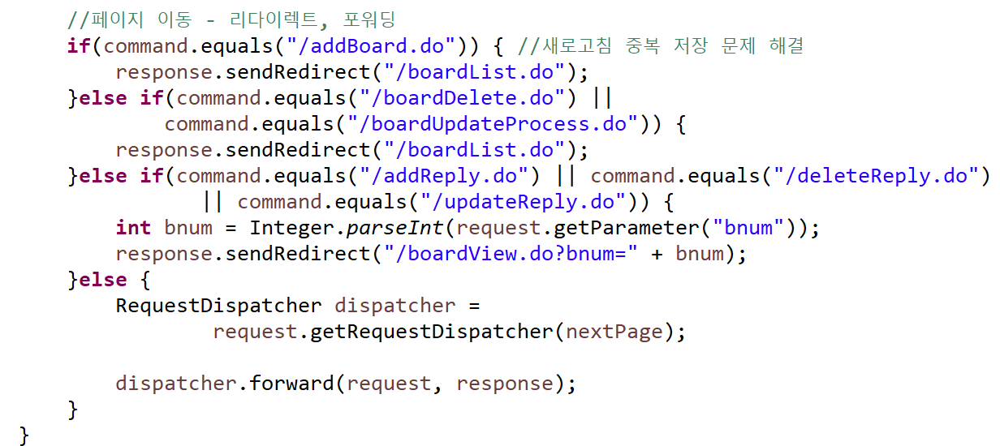 //페이지 이동 - 리다이렉트, 포워딩
if(command.equals("/addBoard.do")) { //새로고침 중복 저장 문제 해결
response.sendRedirect("/boardList.do");
}else if(command.equals("/boardDelete.do") ||
command.equals("/boardUpdateProcess.do")) {
response.sendRedirect("/boardList.do");
}else if(command.equals("/addReply.do") || command.equals("/deleteReply.do")
|| command.equals("/updateReply.do")) {
int bnum = Integer.parseInt(request.getParameter("bnum"));
response.sendRedirect("/boardView.do?bnum=" + bnum);
}else {
RequestDispatcher dispatcher =
request.getRequestDispatcher(nextPage);
dispatcher.forward(request, response);
}
}